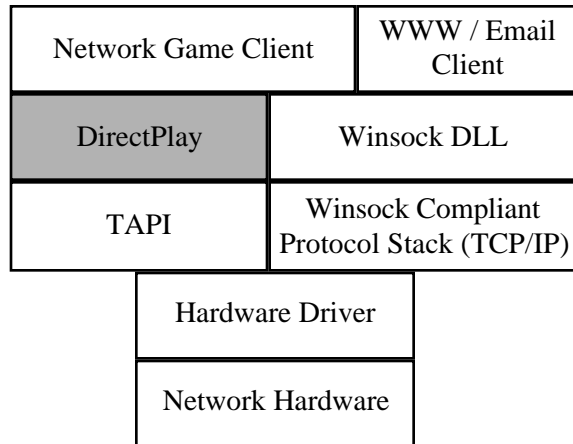 Network Game Client
WWW / Email
Client
DirectPlay
Winsock DLL
TAPI
Winsock Compliant
Protocol Stack (TCP/IP)
Hardware Driver
Network Hardware